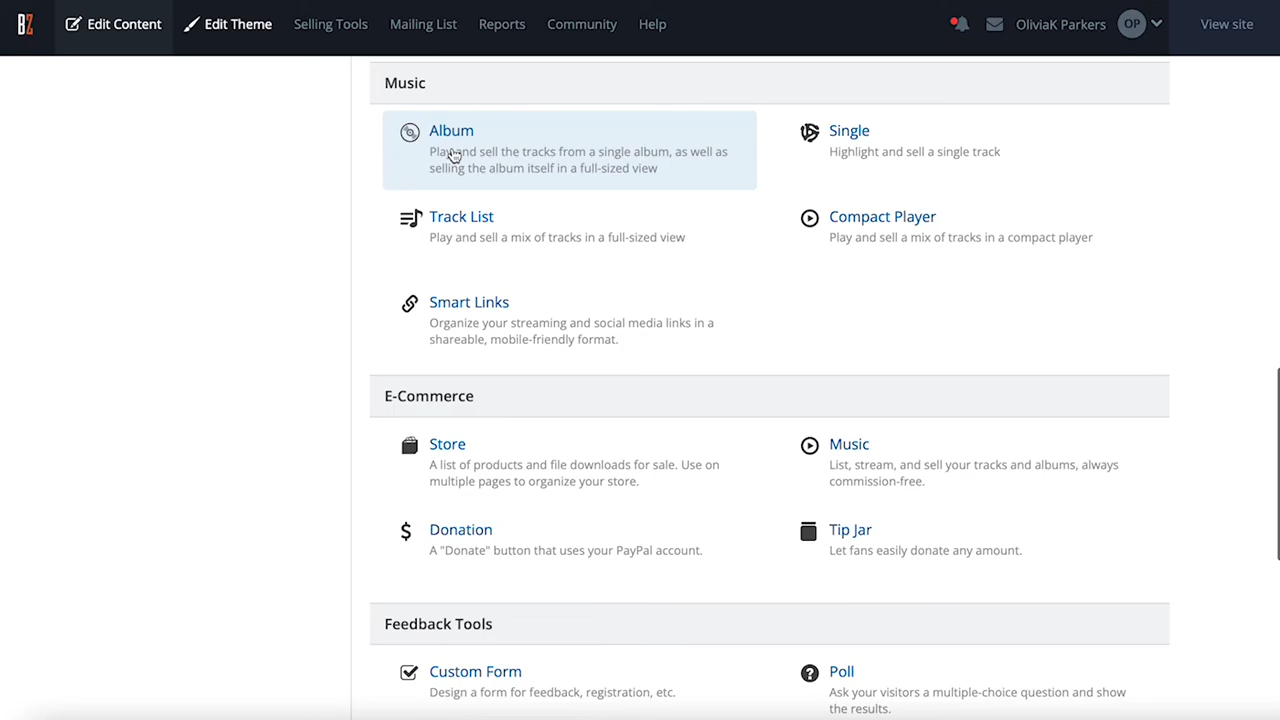 BZ Edit Content Edit Theme Selling Tools Mailing List Reports Community Help OliviaK Parkers OP View site
Music
Album
Play and sell the tracks from a single album, as well as
selling the album itself in a full-sized view
Single
Highlight and sell a single track
Track List
Play and sell a mix of tracks in a full-sized view
Compact Player
Play and sell a mix of tracks in a compact player
Smart Links
Organize your streaming and social media links in a
shareable, mobile-friendly format.
E-Commerce
Store
A list of products and file downloads for sale. Use on
multiple pages to organize your store.
Music
List, stream, and sell your tracks and albums, always
commission-free.
Donation
A "Donate" button that uses your PayPal account.
Tip Jar
Let fans easily donate any amount.
Feedback Tools
Custom Form
Design a form for feedback, registration, etc.
Poll
Ask your visitors a multiple-choice question and show
the results.